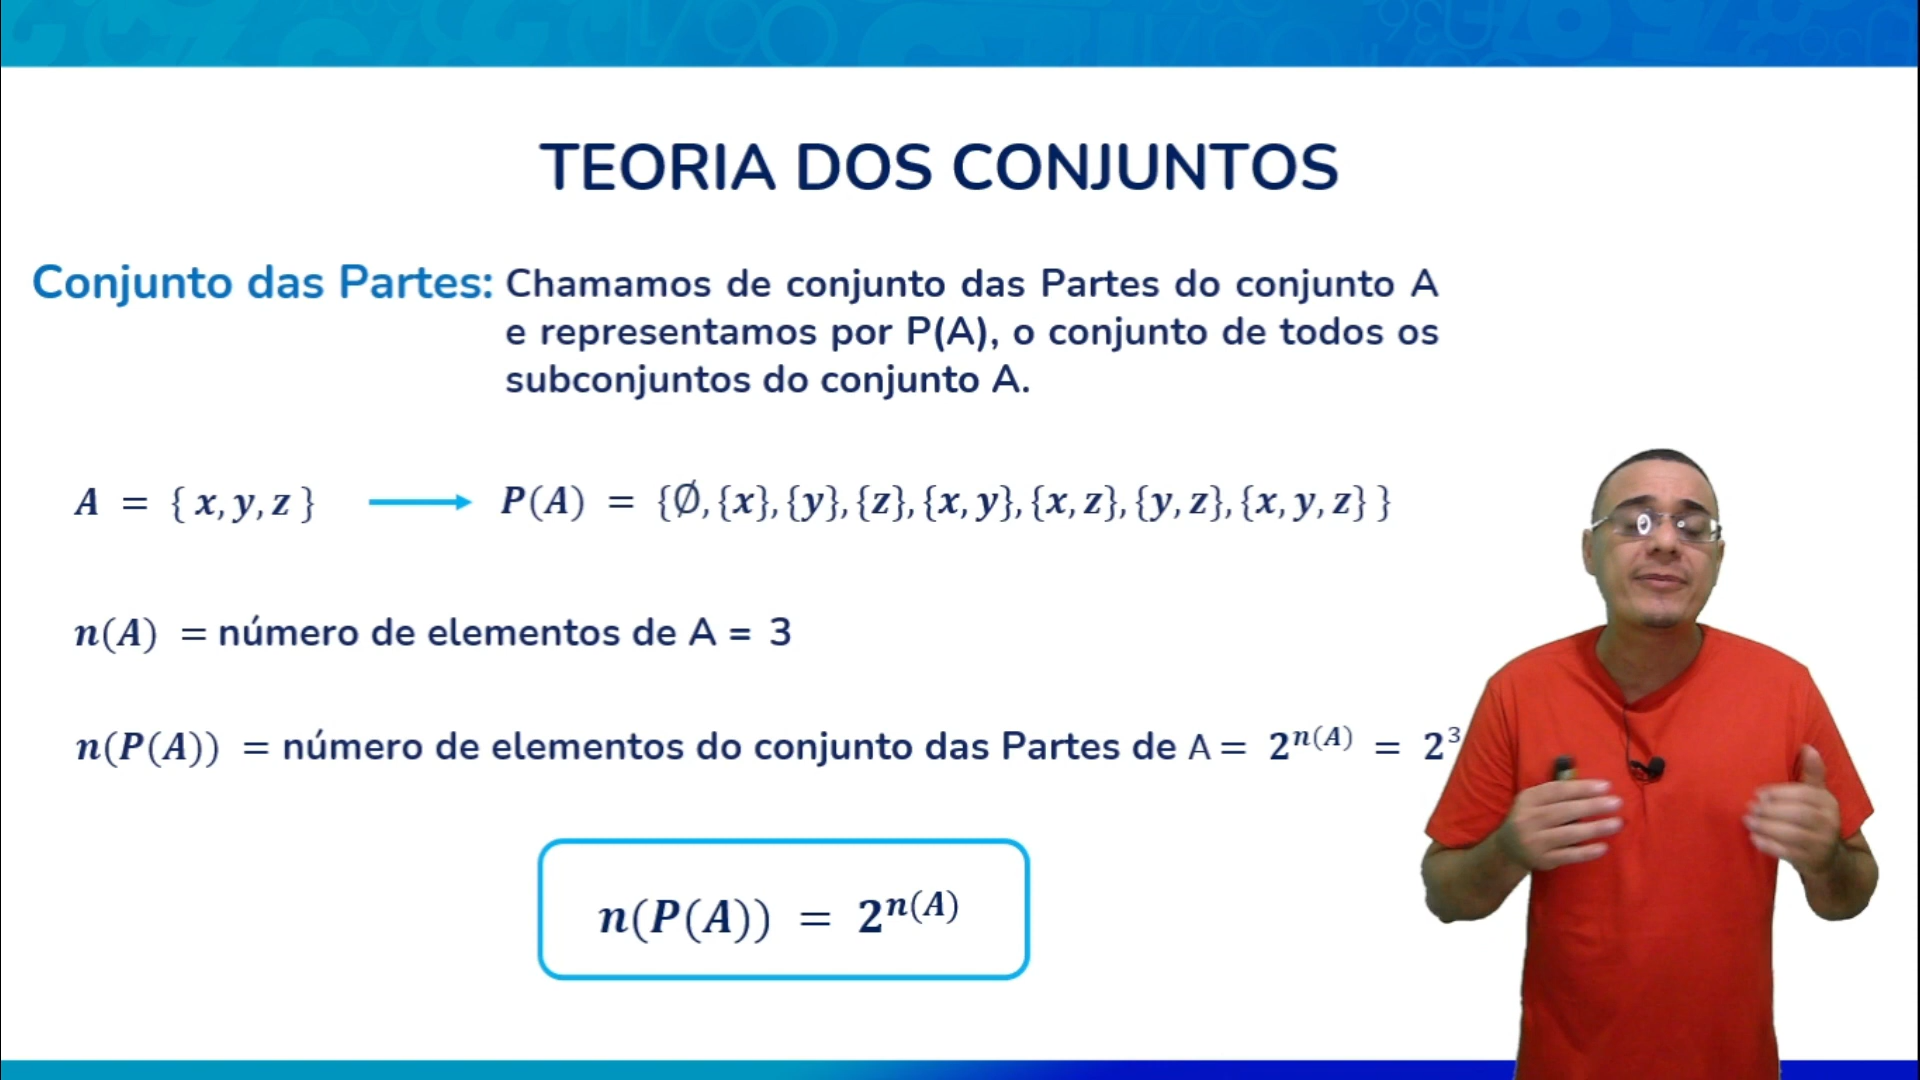 TEORIA DOS CONJUNTOS
Conjunto das Partes: Chamamos de conjunto das Partes do conjunto A
e representamos por P(A), o conjunto de todos os
subconjuntos do conjunto A.
A = { x, y, z } → P(A) = {∅, {x}, {y}, {z}, {x, y}, {x, z}, {y, z}, {x, y, z} }
n(A) = número de elementos de A = 3
n(P(A)) = número de elementos do conjunto das Partes de A = 2^{n(A)} = 2^3
n(P(A)) = 2^{n(A)}